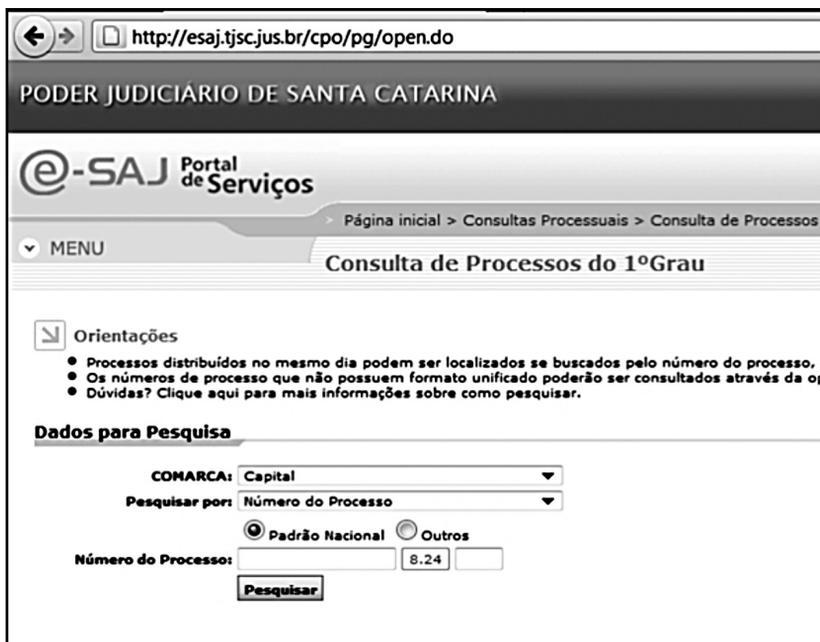 http://esaj.tjsc.jus.br/cpo/pg/open.do
PODER JUDICIÁRIO DE SANTA CATARINA
e-SAJ Portal de Serviços
> Página inicial > Consultas Processuais > Consulta de Processos
MENU
Consulta de Processos do 1ºGrau
Orientações
• Processos distribuídos no mesmo dia podem ser localizados se buscados pelo número do processo,
• Os números de processo que não possuem formato unificado poderão ser consultados através da op
• Dúvidas? Clique aqui para mais informações sobre como pesquisar.
Dados para Pesquisa
COMARCA: Capital
Pesquisar por: Número do Processo
Padrão Nacional Outros
Número do Processo: 8.24
Pesquisar